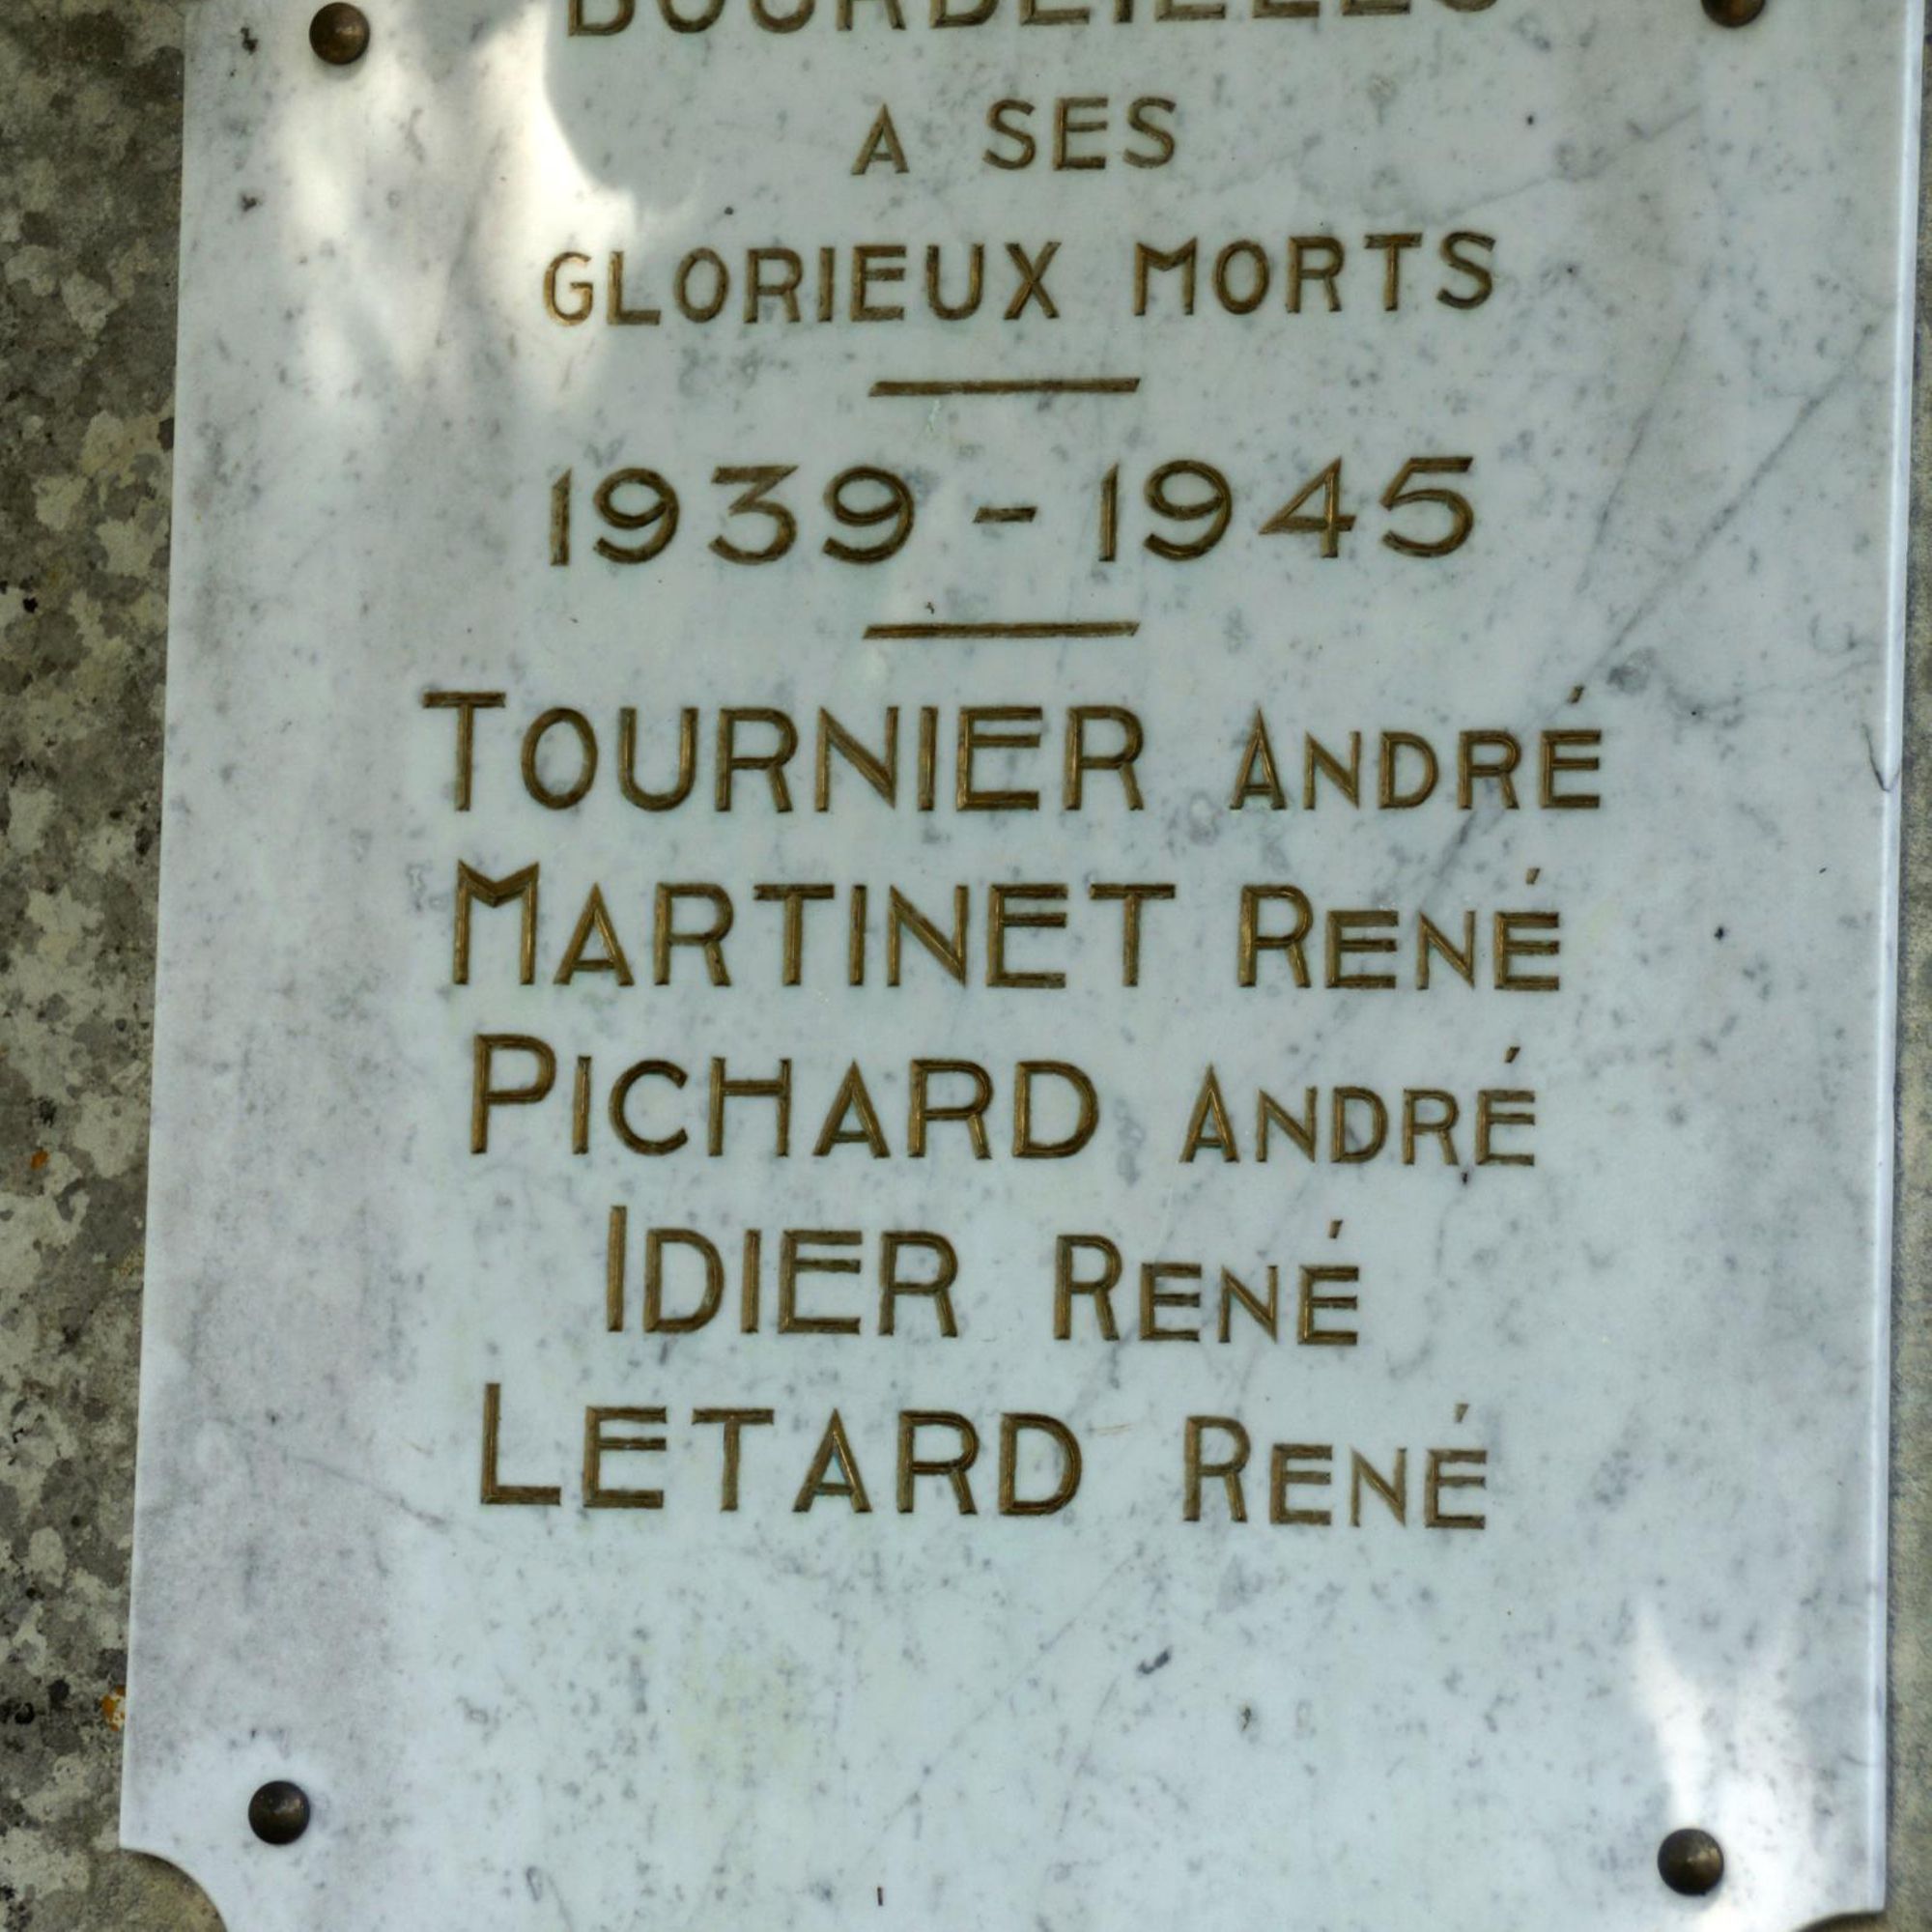 A SES
GLORIEUX MORTS
1939-1945
TOURNIER ANDRÉ
MARTINET RENÉ
PICHARD ANDRÉ
IDIER RENÉ
LETARD RENÉ